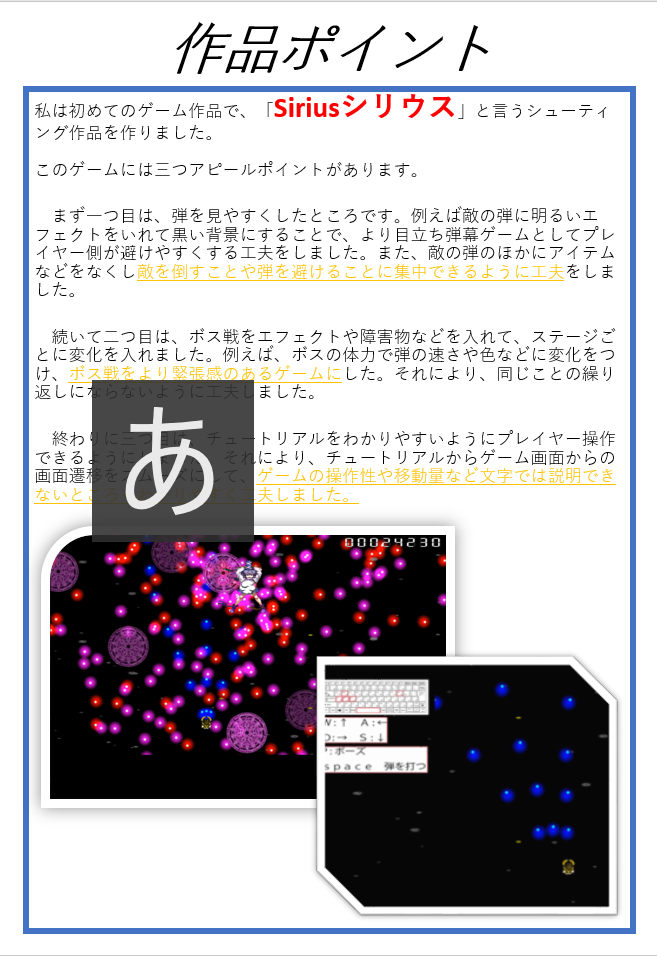 作品ポイント
私は初めてのゲーム作品で、「Siriusシリウス」と言うシューティ
ング作品を作りました。
このゲームには三つアピールポイントがあります。
まず一つ目は、弾を見やすくしたところです。例えば敵の弾に明るいエ
フェクトをいれて黒い背景にすることで、より目立ち弾幕ゲームとしてプレ
イヤー側が避けやすくする工夫をしました。また、敵の弾のほかにアイテム
などをなくし敵を倒すことや弾を避けることに集中できるように工夫をしま
した。
続いて二つ目は、ボス戦をエフェクトや障害物などを入れて、ステージご
とに変化を入れました。例えば、ボスの体力で弾の速さや色などに変化をつ
け、ボス戦をより緊張感のあるゲームにした。それにより、同じことの繰り
返しにならないように工夫しました。
終わりに三つ目は、チュートリアルをわかりやすいようにプレイヤー操作
できるように それにより、チュートリアルからゲーム画面からの
画面遷移をスムーズにして、ゲームの操作性や移動量など文字では説明でき
ないところ 工夫しました。
あ
00024230
W:↑ A:←
D:→ S:↓
P:ポーズ
space 弾を打つ